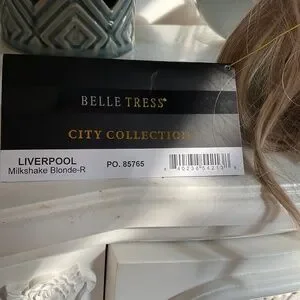 BELLE TRESS
CITY COLLECTION
LIVERPOOL PO. 85765
Milkshake Blonde-R